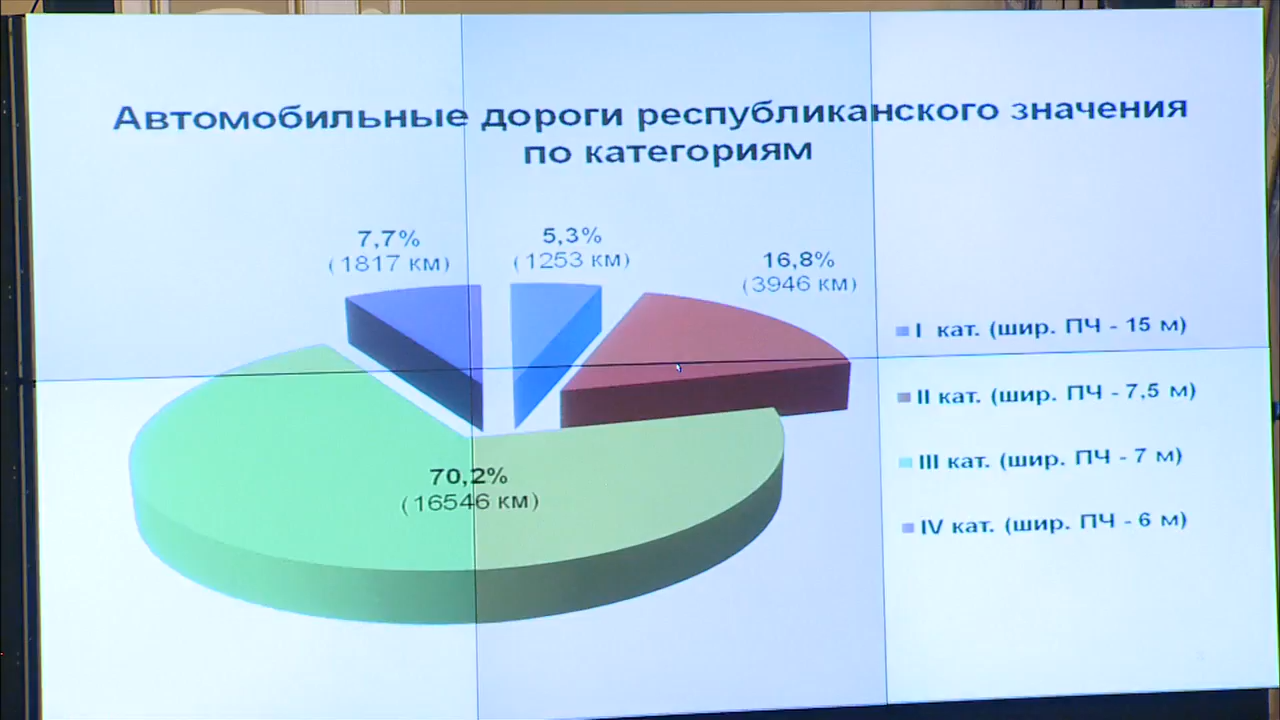 Автомобильные дороги республиканского значения
по категориям
7,7%
(1817 км)
5,3%
(1253 км)
16,8%
(3946 км)
70,2%
(16546 км)
I кат. (шир. ПЧ - 15 м)
II кат. (шир. ПЧ - 7,5 м)
III кат. (шир. ПЧ - 7 м)
IV кат. (шир. ПЧ - 6 м)